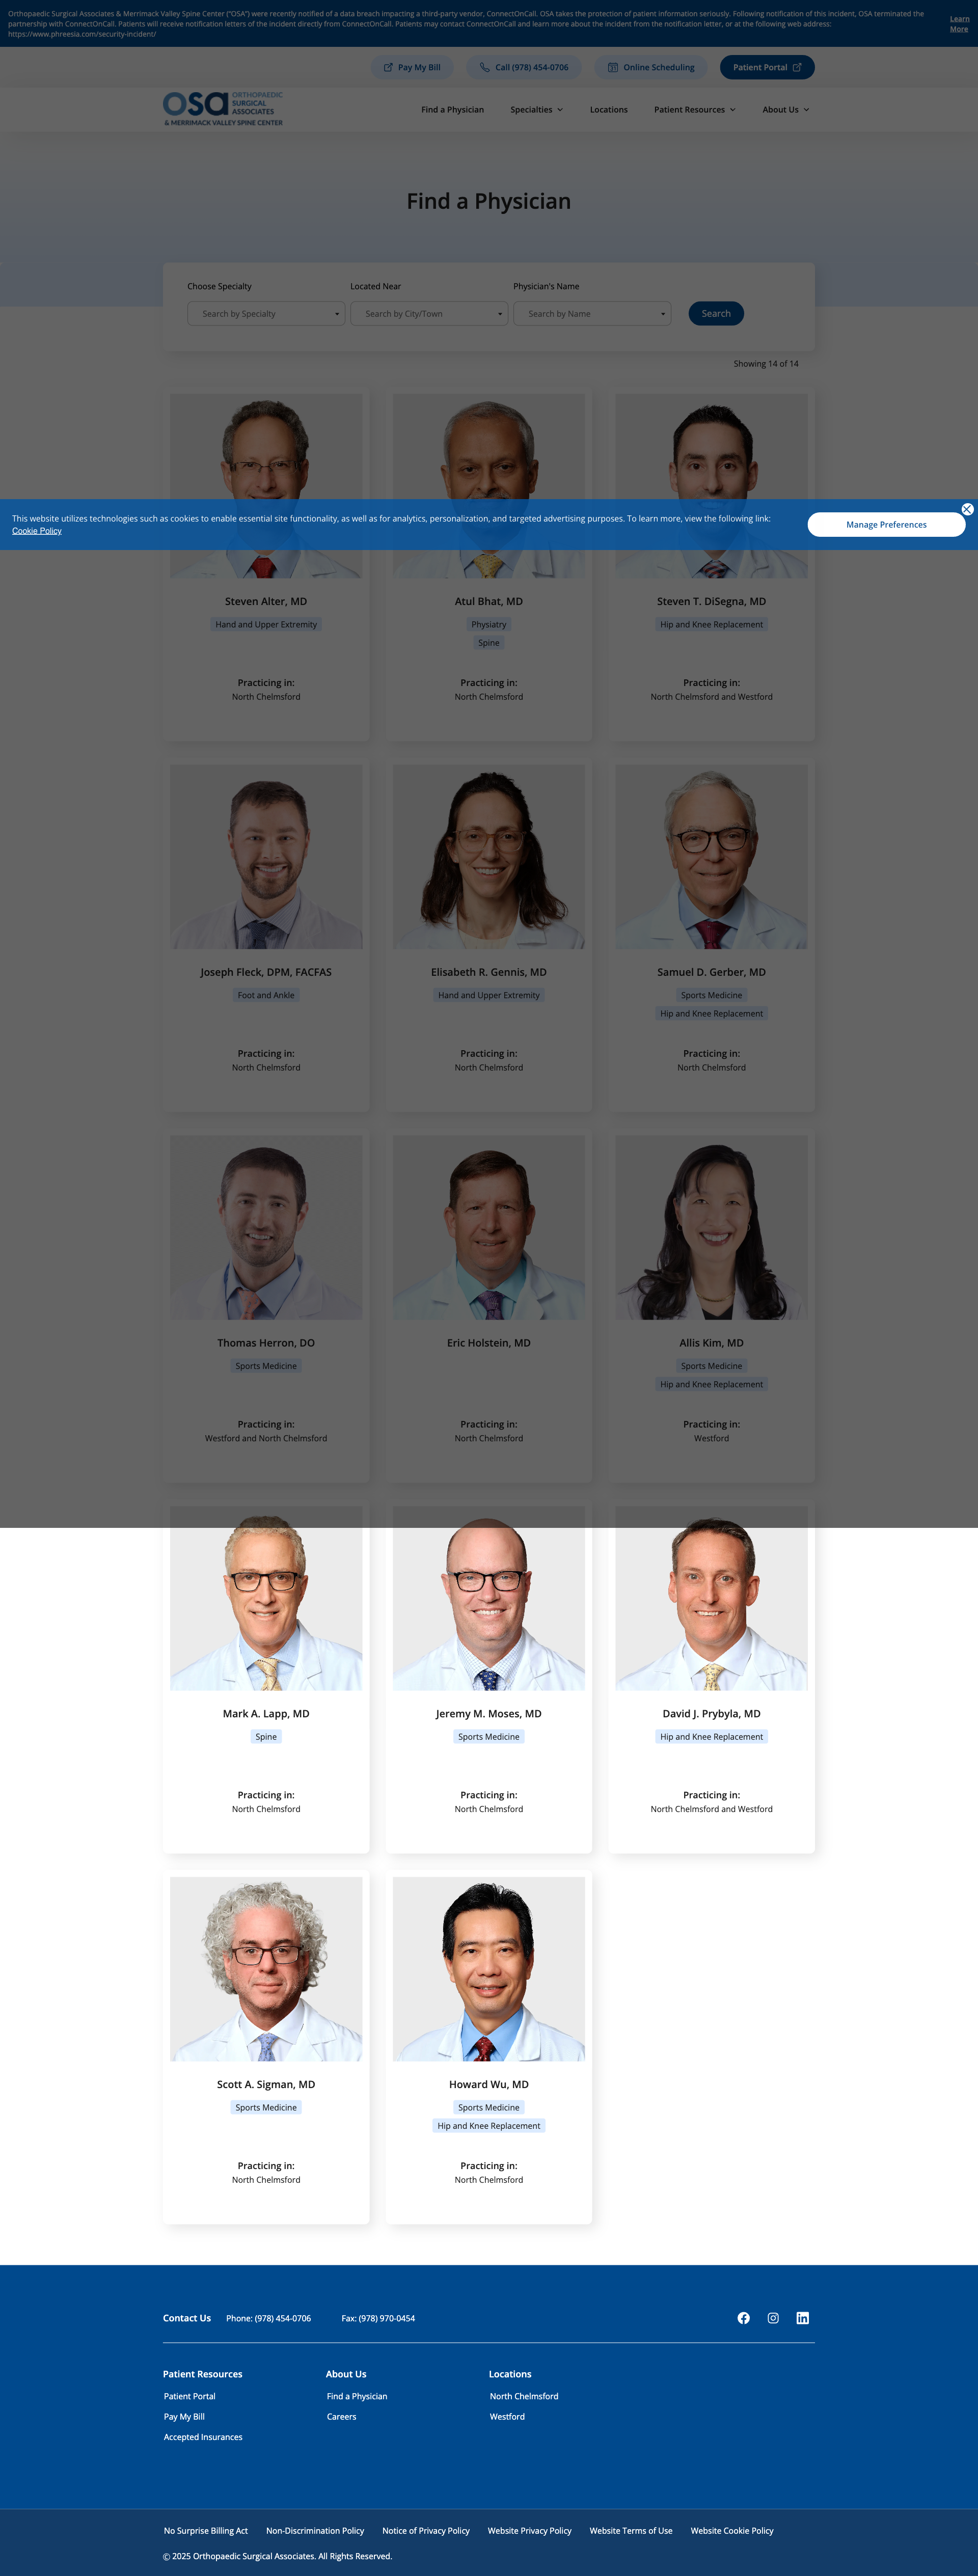 Orthopaedic Surgical Associates & Merrimack Valley Spine Center ("OSA") were recently notified of a data breach impacting a third-party vendor, ConnectOnCall. OSA takes the protection of patient information seriously. Following notification of this incident, OSA terminated the
partnership with ConnectOnCall. Patients will receive notification letters of the incident directly from ConnectOnCall. Patients may contact ConnectOnCall and learn more about the incident from the notification letter, or at the following web address:
https://www.phreesia.com/security-incident/
Learn
More
Pay My Bill
Call (978) 454-0706
Online Scheduling
Patient Portal
OSA ORTHOPAEDIC
SURGICAL
ASSOCIATES
& MERRIMACK VALLEY SPINE CENTER
Find a Physician
Specialties
Locations
Patient Resources
About Us
Find a Physician
Choose Specialty
Located Near
Physician's Name
Search by Specialty
Search by City/Town
Search by Name
Search
Showing 14 of 14
This website utilizes technologies such as cookies to enable essential site functionality, as well as for analytics, personalization, and targeted advertising purposes. To learn more, view the following link:
Cookie Policy
Manage Preferences
Steven Alter, MD
Hand and Upper Extremity
Practicing in:
North Chelmsford
Atul Bhat, MD
Physiatry
Spine
Practicing in:
North Chelmsford
Steven T. DiSegna, MD
Hip and Knee Replacement
Practicing in:
North Chelmsford and Westford
Joseph Fleck, DPM, FACFAS
Foot and Ankle
Practicing in:
North Chelmsford
Elisabeth R. Gennis, MD
Hand and Upper Extremity
Practicing in:
North Chelmsford
Samuel D. Gerber, MD
Sports Medicine
Hip and Knee Replacement
Practicing in:
North Chelmsford
Thomas Herron, DO
Sports Medicine
Practicing in:
Westford and North Chelmsford
Eric Holstein, MD
Practicing in:
North Chelmsford
Allis Kim, MD
Sports Medicine
Hip and Knee Replacement
Practicing in:
Westford
Mark A. Lapp, MD
Spine
Practicing in:
North Chelmsford
Jeremy M. Moses, MD
Sports Medicine
Practicing in:
North Chelmsford
David J. Prybyla, MD
Hip and Knee Replacement
Practicing in:
North Chelmsford and Westford
Scott A. Sigman, MD
Sports Medicine
Practicing in:
North Chelmsford
Howard Wu, MD
Sports Medicine
Hip and Knee Replacement
Practicing in:
North Chelmsford
Contact Us
Phone: (978) 454-0706
Fax: (978) 970-0454
Patient Resources
Patient Portal
Pay My Bill
Accepted Insurances
About Us
Find a Physician
Careers
Locations
North Chelmsford
Westford
No Surprise Billing Act
Non-Discrimination Policy
Notice of Privacy Policy
Website Privacy Policy
Website Terms of Use
Website Cookie Policy
© 2025 Orthopaedic Surgical Associates. All Rights Reserved.